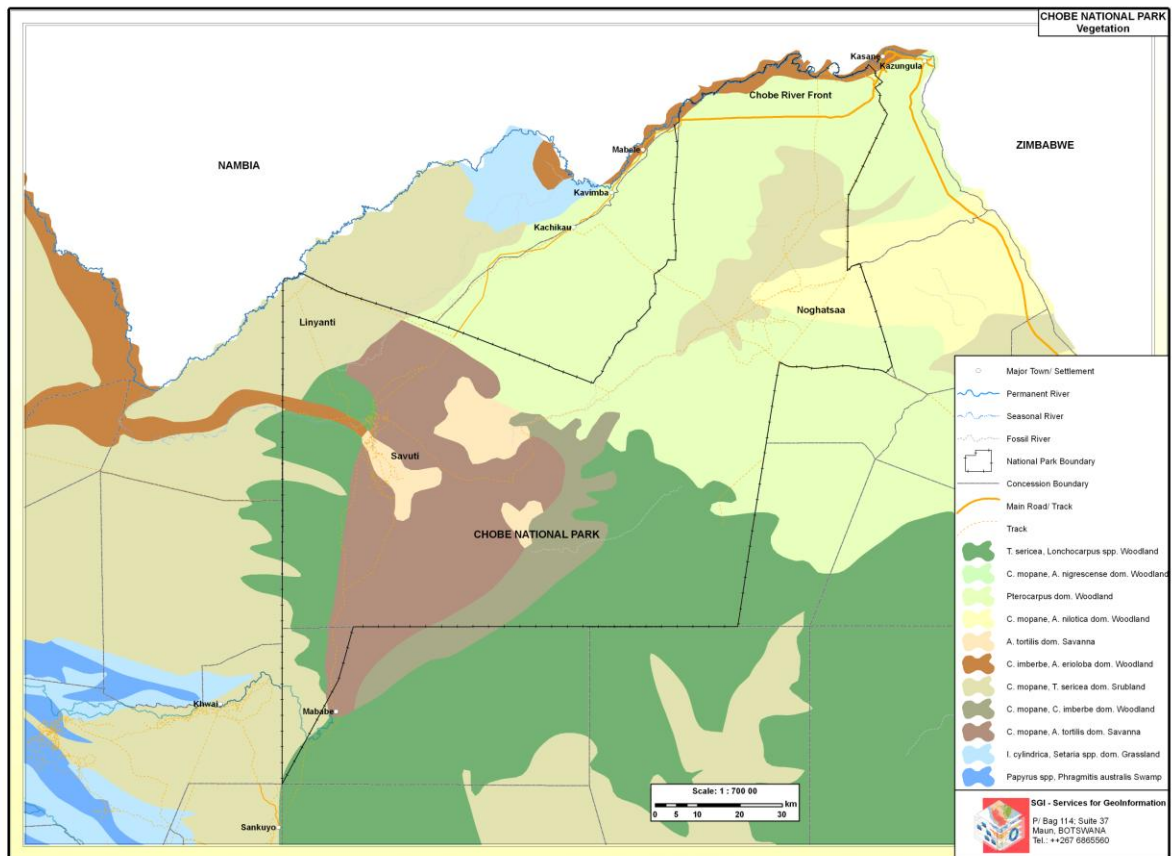 CHOBE NATIONAL PARK
Vegetation
Kasane
Kazungula
Chobe River Front
ZIMBABWE
NAMBIA
Mabele
Kavimba
Kachikau
Linyanti
Noghatsaa
Savuti
CHOBE NATIONAL PARK
Khwai
Mababe
Sankuyo
Major Town/ Settlement
Permanent River
Seasonal River
Fossil River
National Park Boundary
Concession Boundary
Main Road/ Track
Track
T. sericea, Lonchocarpus spp. Woodland
C. mopane, A. nigrescense dom. Woodland
Pterocarpus dom. Woodland
C. mopane, A. nilotica dom. Woodland
A. tortilis dom. Savanna
C. imberbe, A. erioloba dom. Woodland
C. mopane, T. sericea dom. Srubland
C. mopane, C. imberbe dom. Woodland
C. mopane, A. tortilis dom. Savanna
I. cylindrica, Setaria spp. dom. Grassland
Papyrus spp, Phragmitis australis Swamp
Scale: 1 : 700 00
km
0 5 10 20 30
SGI - Services for GeoInformation
P/ Bag 114; Suite 37
Maun, BOTSWANA
Tel.: ++267 6865560